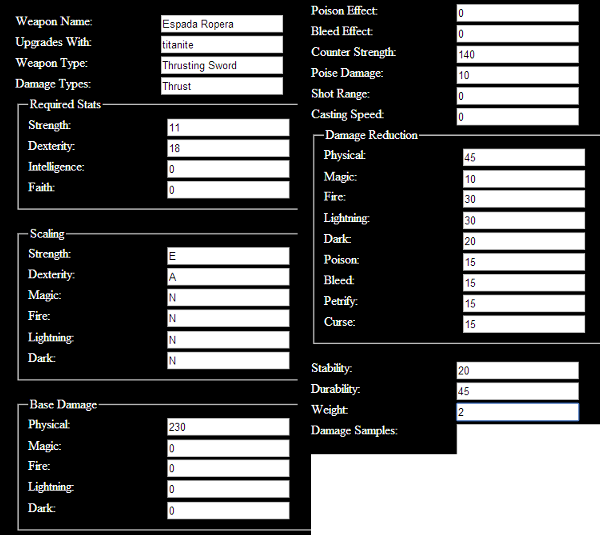 Weapon Name: Espada Ropera
Upgrades With: titanite
Weapon Type: Thrusting Sword
Damage Types: Thrust
Required Stats
Strength: 11
Dexterity: 18
Intelligence: 0
Faith: 0
Scaling
Strength: E
Dexterity: A
Magic: N
Fire: N
Lightning: N
Dark: N
Base Damage
Physical: 230
Magic: 0
Fire: 0
Lightning: 0
Dark: 0
Poison Effect: 0
Bleed Effect: 0
Counter Strength: 140
Poise Damage: 10
Shot Range: 0
Casting Speed: 0
Damage Reduction
Physical: 45
Magic: 10
Fire: 30
Lightning: 30
Dark: 20
Poison: 15
Bleed: 15
Petrify: 15
Curse: 15
Stability: 20
Durability: 45
Weight: 2
Damage Samples: